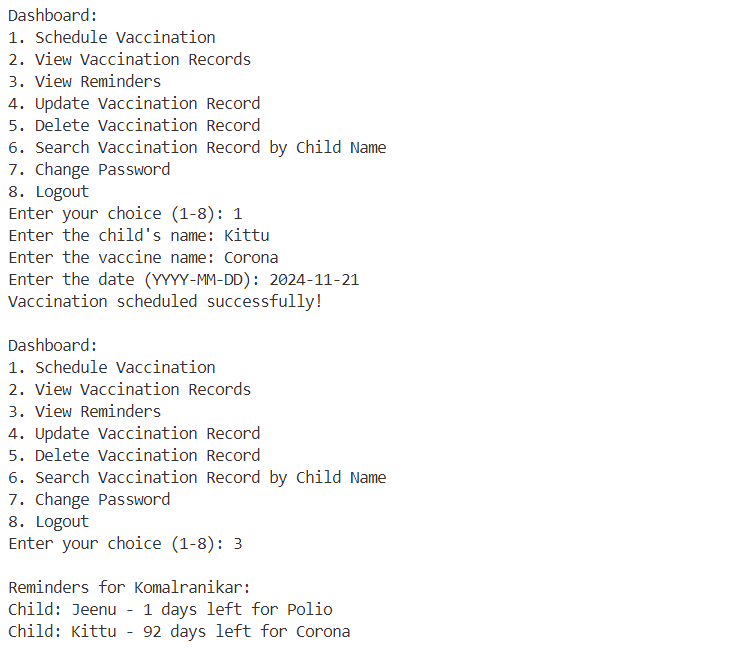 Dashboard:
1. Schedule Vaccination
2. View Vaccination Records
3. View Reminders
4. Update Vaccination Record
5. Delete Vaccination Record
6. Search Vaccination Record by Child Name
7. Change Password
8. Logout
Enter your choice (1-8): 1
Enter the child's name: Kittu
Enter the vaccine name: Corona
Enter the date (YYYY-MM-DD): 2024-11-21
Vaccination scheduled successfully!

Dashboard:
1. Schedule Vaccination
2. View Vaccination Records
3. View Reminders
4. Update Vaccination Record
5. Delete Vaccination Record
6. Search Vaccination Record by Child Name
7. Change Password
8. Logout
Enter your choice (1-8): 3

Reminders for Komalranikar:
Child: Jeenu - 1 days left for Polio
Child: Kittu - 92 days left for Corona